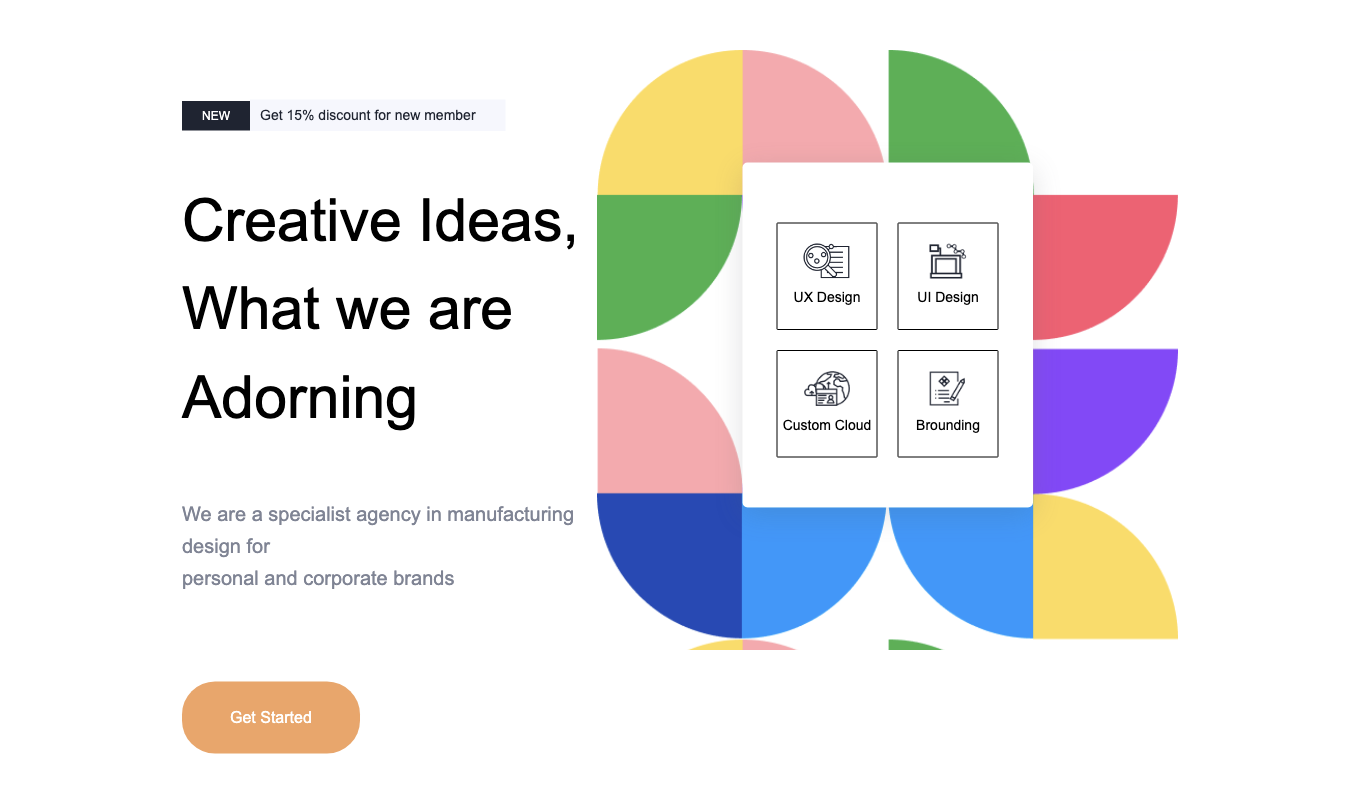 NEW Get 15% discount for new member
Creative Ideas,
What we are
Adorning
We are a specialist agency in manufacturing
design for
personal and corporate brands
Get Started
UX Design
UI Design
Custom Cloud
Brounding